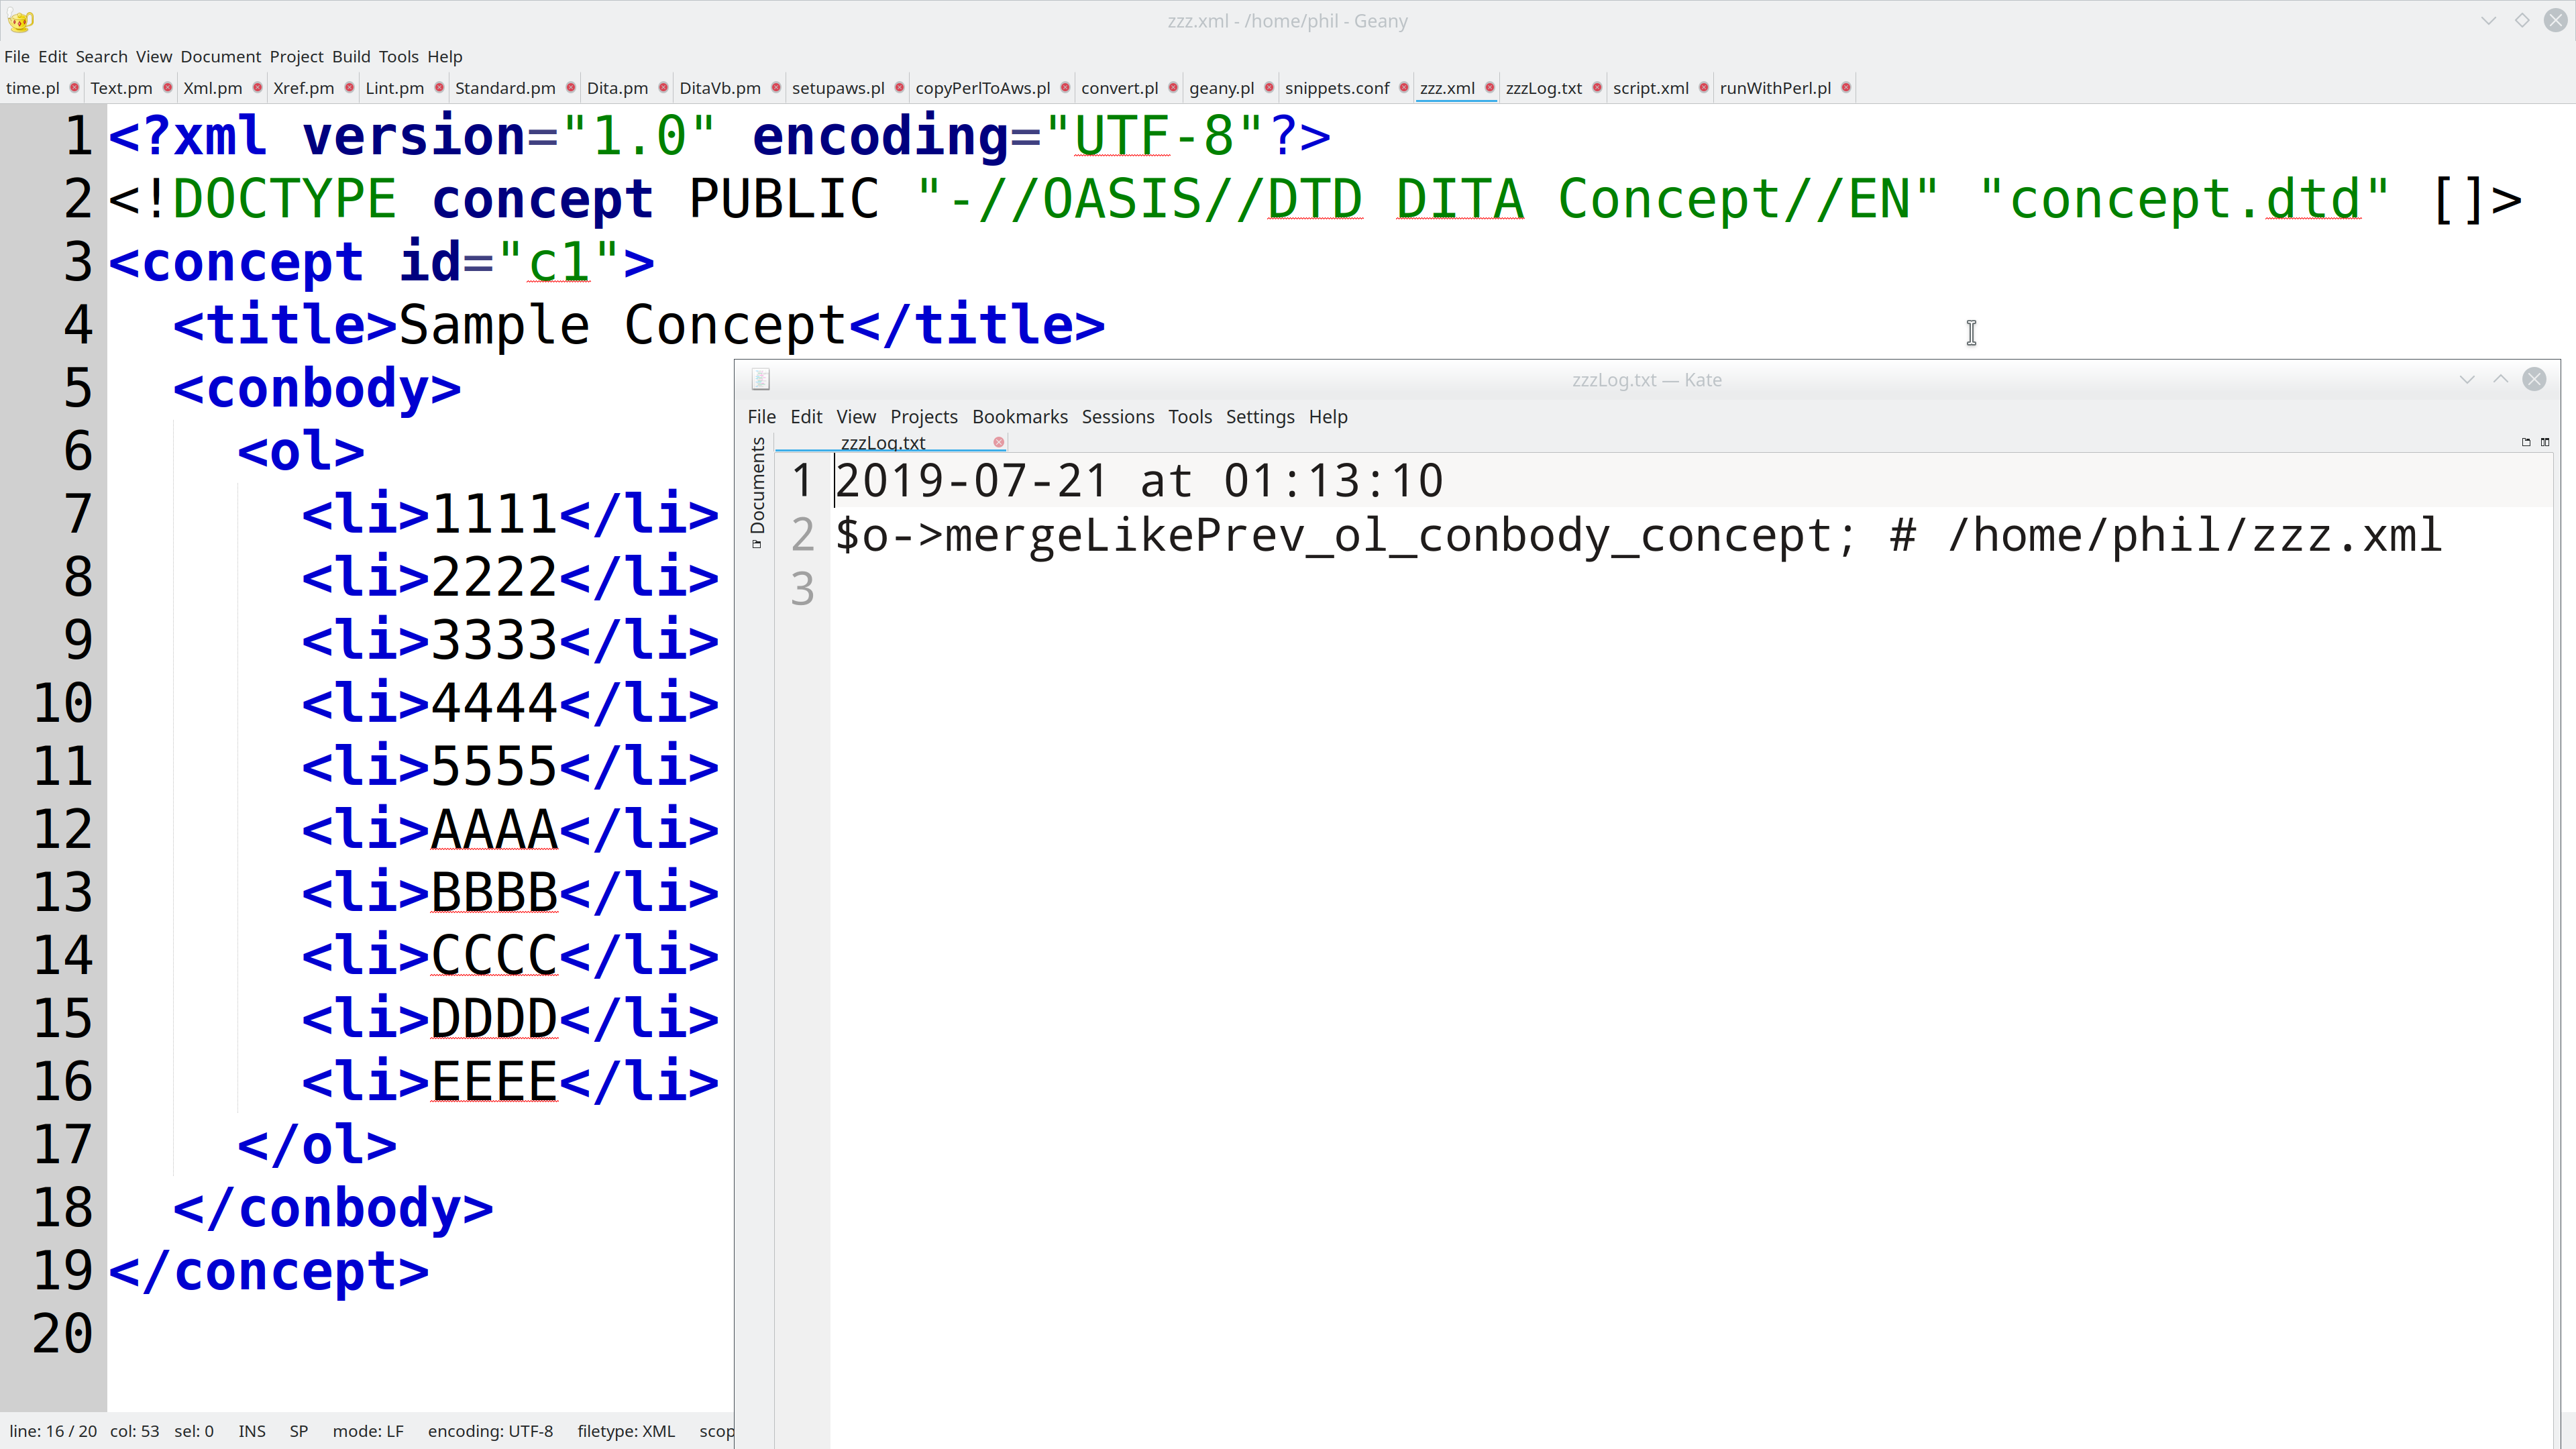 zzz.xml - /home/phil - Geany
File Edit Search View Document Project Build Tools Help
time.pl Text.pm Xml.pm Xref.pm Lint.pm Standard.pm Dita.pm DitaVb.pm setupaws.pl copyPerlToAws.pl convert.pl geany.pl snippets.conf zzz.xml zzzLog.txt script.xml runWithPerl.pl
1 <?xml version="1.0" encoding="UTF-8"?>
2 <!DOCTYPE concept PUBLIC "-//OASIS//DTD DITA Concept//EN" "concept.dtd" []>
3 <concept id="c1">
4 <title>Sample Concept</title>
5 <conbody>
6 <ol>
7 <li>1111</li>
8 <li>2222</li>
9 <li>3333</li>
10 <li>4444</li>
11 <li>5555</li>
12 <li>AAAA</li>
13 <li>BBBB</li>
14 <li>CCCC</li>
15 <li>DDDD</li>
16 <li>EEEE</li>
17 </ol>
18 </conbody>
19 </concept>
20
line: 16 / 20 col: 53 sel: 0 INS SP mode: LF encoding: UTF-8 filetype: XML scop
zzzLog.txt — Kate
File Edit View Projects Bookmarks Sessions Tools Settings Help
Documents
zzzLog.txt
1 2019-07-21 at 01:13:10
2 $o->mergeLikePrev_ol_conbody_concept; # /home/phil/zzz.xml
3